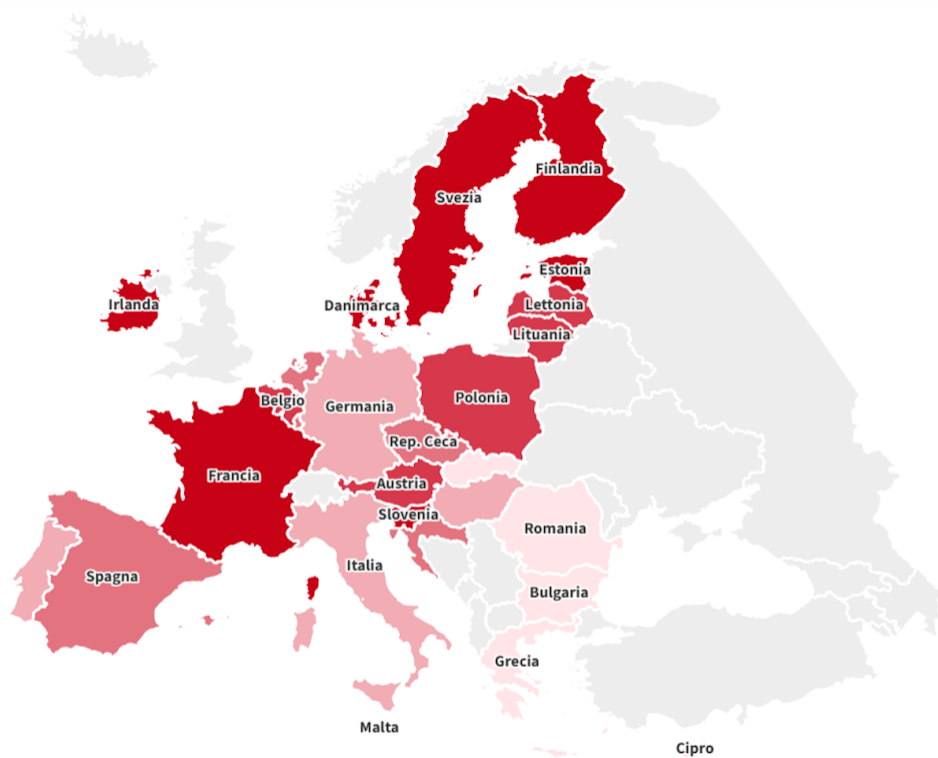 Finlandia
Svezia
Estonia
Irlanda
Danimarca
Lettonia
Lituania
Belgio
Germania
Polonia
Rep. Ceca
Francia
Austria
Slovenia
Romania
Italia
Spagna
Bulgaria
Grecia
Malta
Cipro